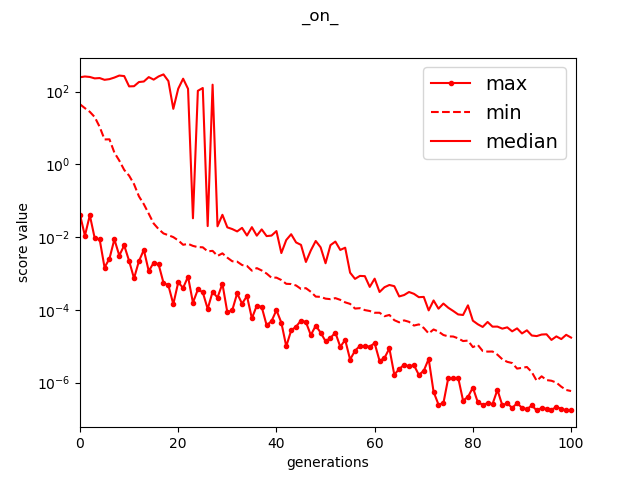 _on_
score value
10²
10⁰
10⁻²
10⁻⁴
10⁻⁶
max
min
median
0 20 40 60 80 100
generations